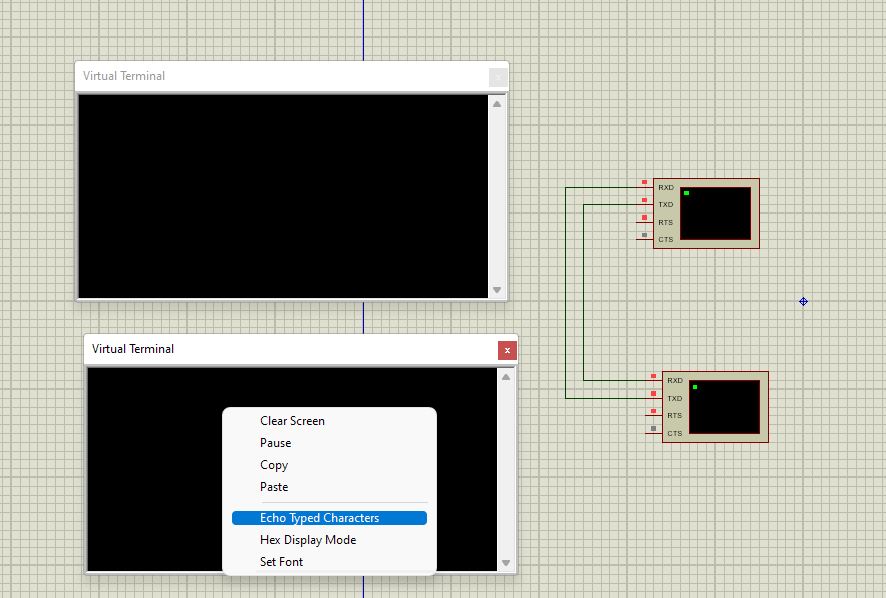 Virtual Terminal
x
RXD
TXD
RTS
CTS
Virtual Terminal
x
Clear Screen
Pause
Copy
Paste
Echo Typed Characters
Hex Display Mode
Set Font
RXD
TXD
RTS
CTS